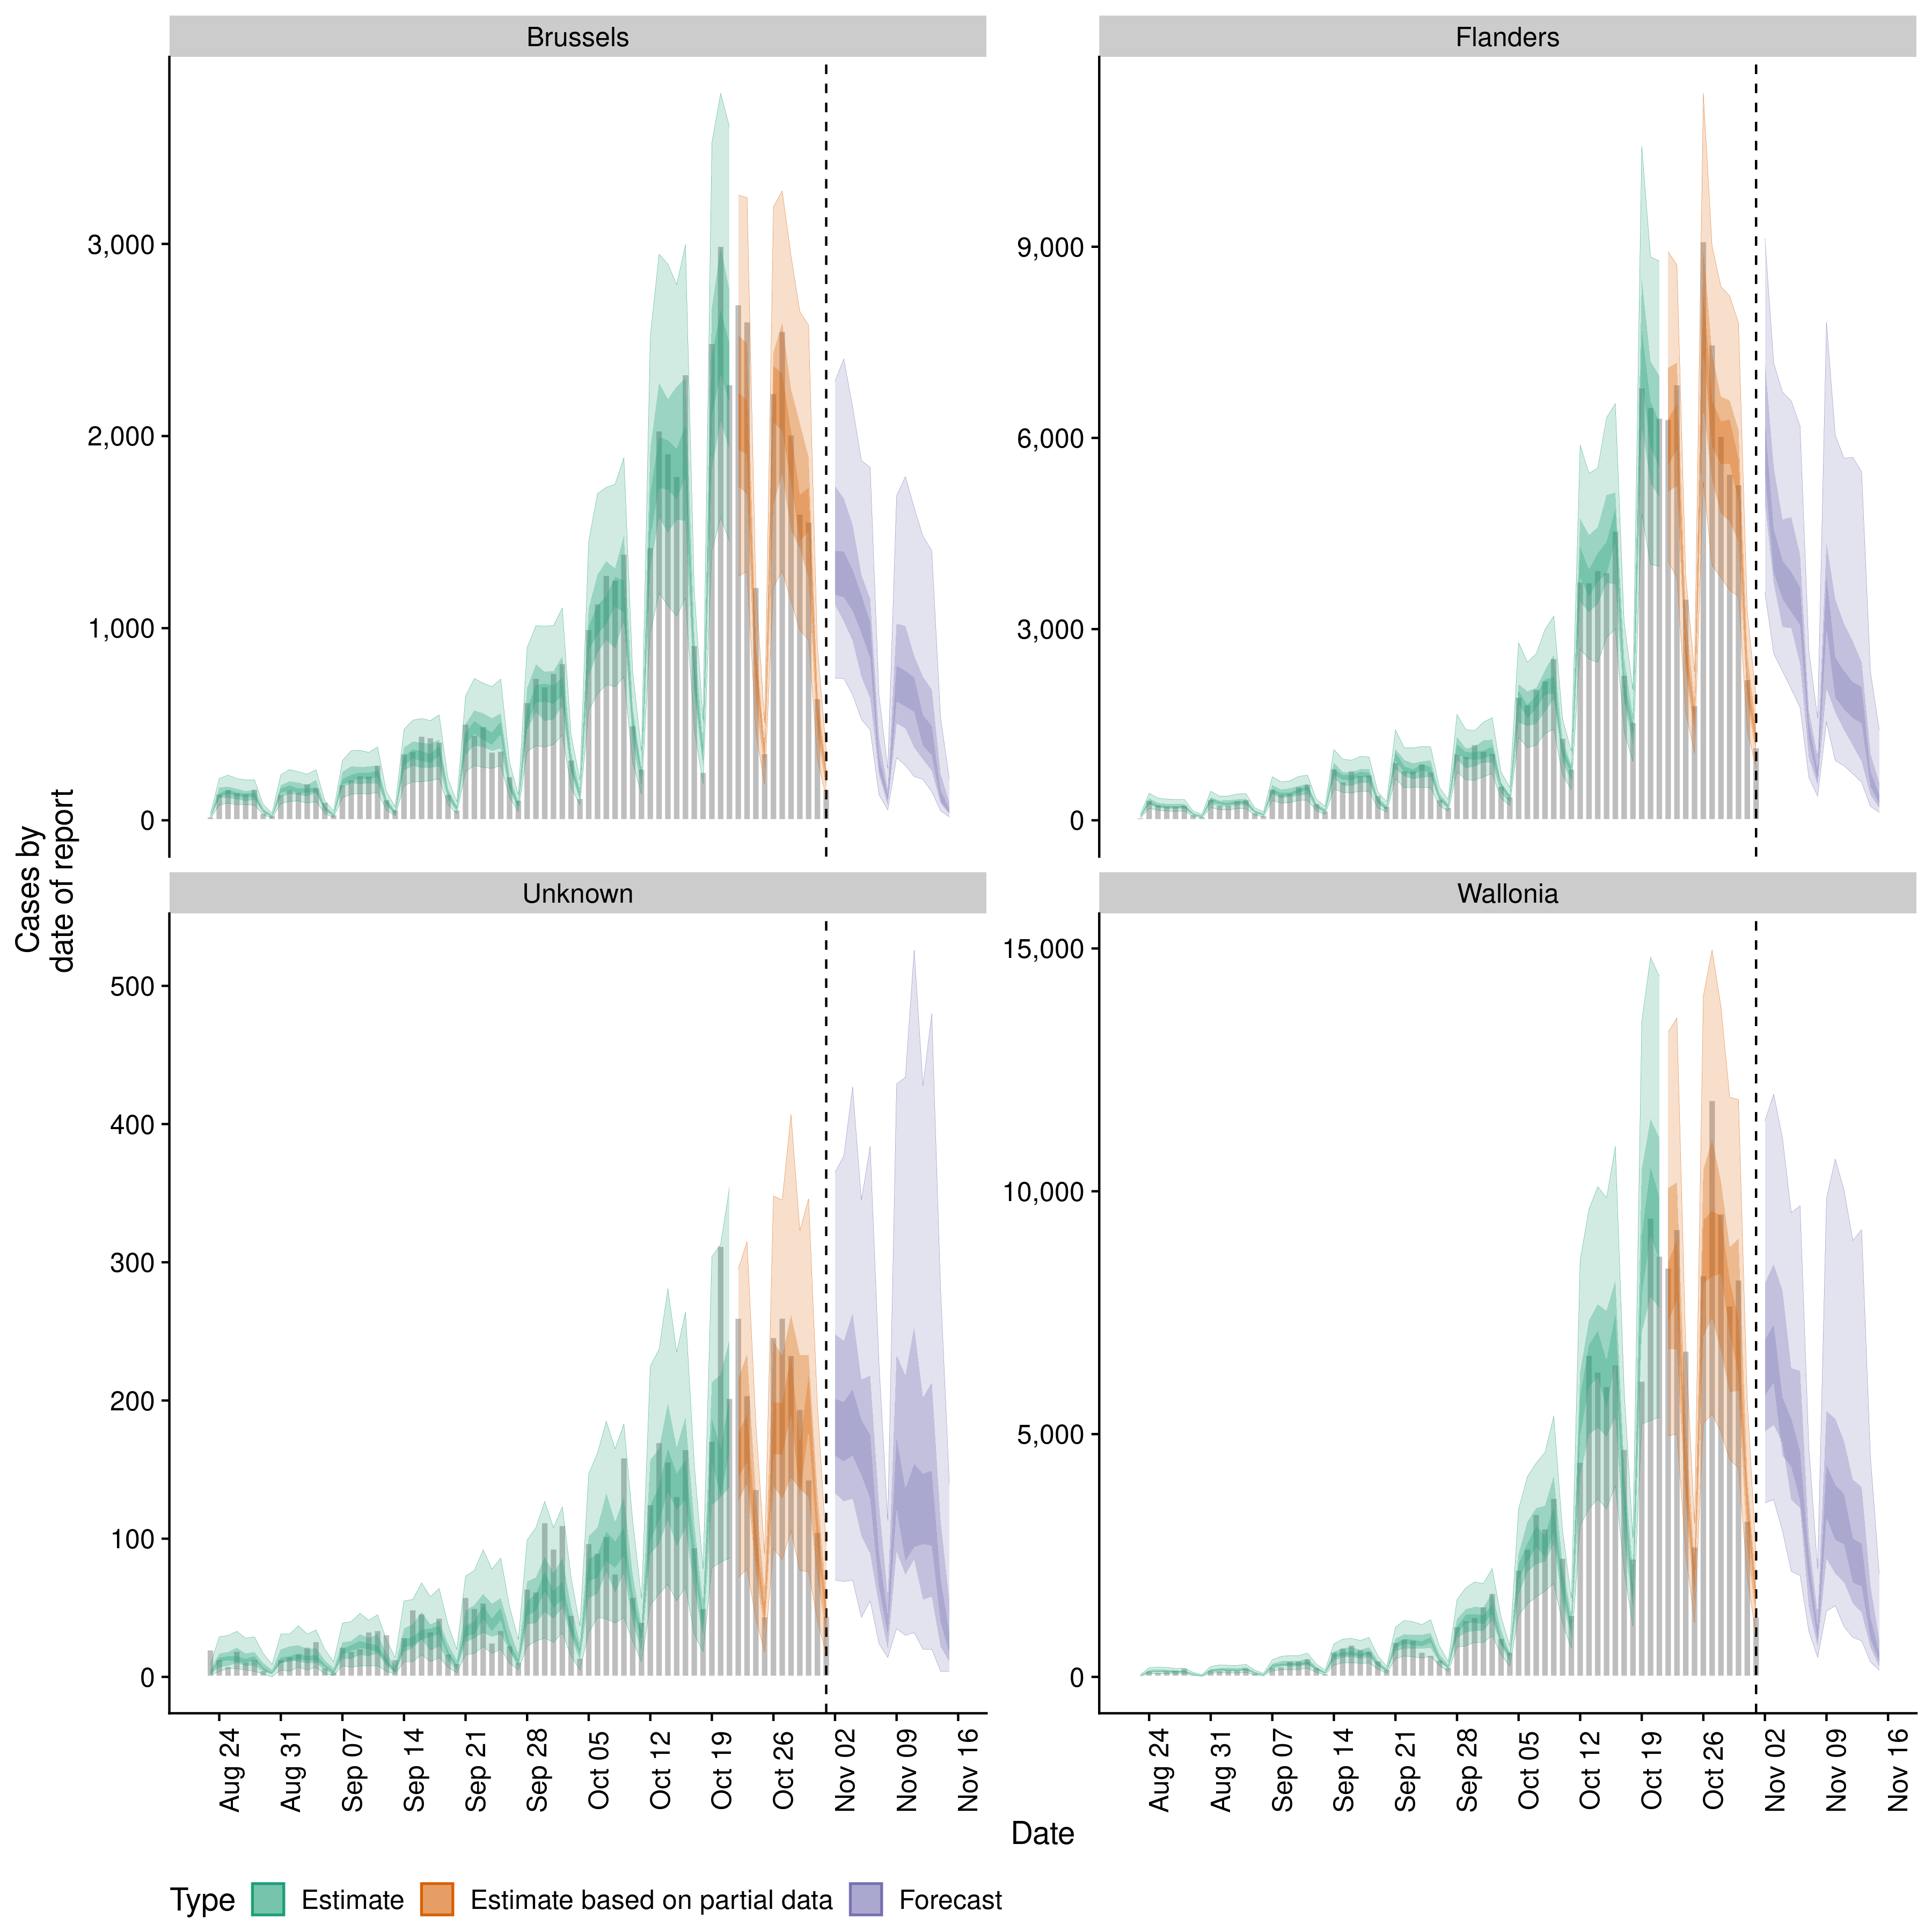 Brussels
Flanders
3,000
2,000
1,000
0
9,000
6,000
3,000
0
Cases by
date of report
Unknown
Wallonia
500
400
300
200
100
0
15,000
10,000
5,000
0
Aug 24
Aug 31
Sep 07
Sep 14
Sep 21
Sep 28
Oct 05
Oct 12
Oct 19
Oct 26
Nov 02
Nov 09
Nov 16
Aug 24
Aug 31
Sep 07
Sep 14
Sep 21
Sep 28
Oct 05
Oct 12
Oct 19
Oct 26
Nov 02
Nov 09
Nov 16
Date
Type Estimate Estimate based on partial data Forecast